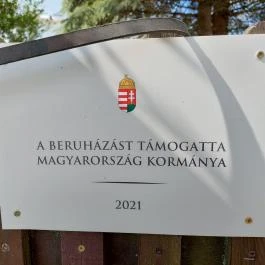 A BERUHÁZÁST TÁMOGATTA
MAGYARORSZÁG KORMÁNYA
2021